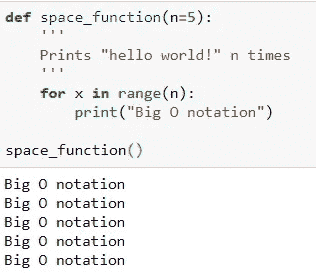 def space_function(n=5):
    '''
    Prints "hello world!" n times
    '''
    for x in range(n):
        print("Big O notation")
space_function()
Big O notation
Big O notation
Big O notation
Big O notation
Big O notation